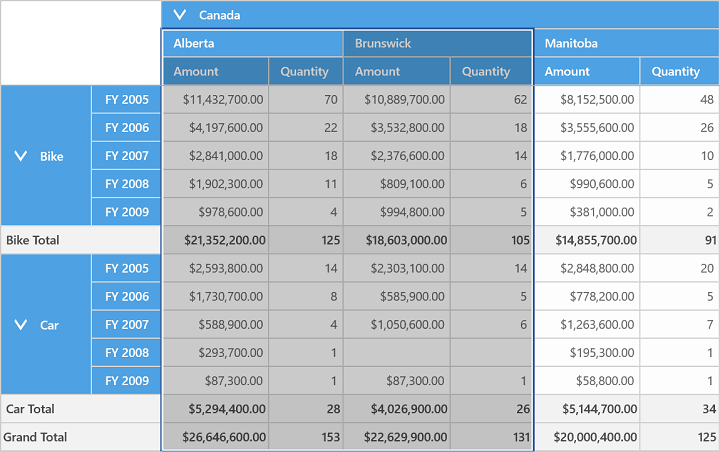 Canada
Alberta Brunswick Manitoba
Amount Quantity Amount Quantity Amount Quantity
FY 2005 $11,432,700.00 70 $10,889,700.00 62 $8,152,500.00 48
FY 2006 $4,197,600.00 22 $3,532,800.00 18 $3,555,600.00 26
Bike FY 2007 $2,841,000.00 18 $2,376,600.00 14 $1,776,000.00 10
FY 2008 $1,902,300.00 11 $809,100.00 6 $990,600.00 5
FY 2009 $978,600.00 4 $994,800.00 5 $381,000.00 2
Bike Total $21,352,200.00 125 $18,603,000.00 105 $14,855,700.00 91
FY 2005 $2,593,800.00 14 $2,303,100.00 14 $2,848,800.00 20
FY 2006 $1,730,700.00 8 $585,900.00 5 $778,200.00 5
Car FY 2007 $588,900.00 4 $1,050,600.00 6 $1,263,600.00 7
FY 2008 $293,700.00 1 $195,300.00 1
FY 2009 $87,300.00 1 $87,300.00 1 $58,800.00 1
Car Total $5,294,400.00 28 $4,026,900.00 26 $5,144,700.00 34
Grand Total $26,646,600.00 153 $22,629,900.00 131 $20,000,400.00 125